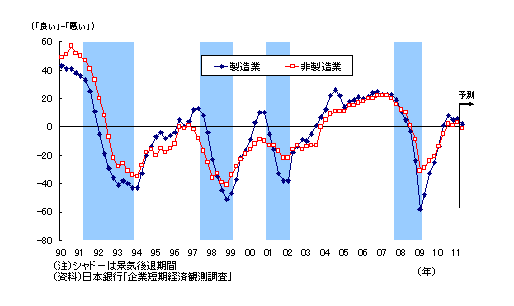 (「良い」-「悪い」)
60
40
20
0
-20
-40
-60
-80
製造業 非製造業
予測
90 91 92 93 94 95 96 97 98 99 00 01 02 03 04 05 06 07 08 09 10 11
(年)
(注)シャドーは景気後退期間
(資料)日本銀行「企業短期経済観測調査」